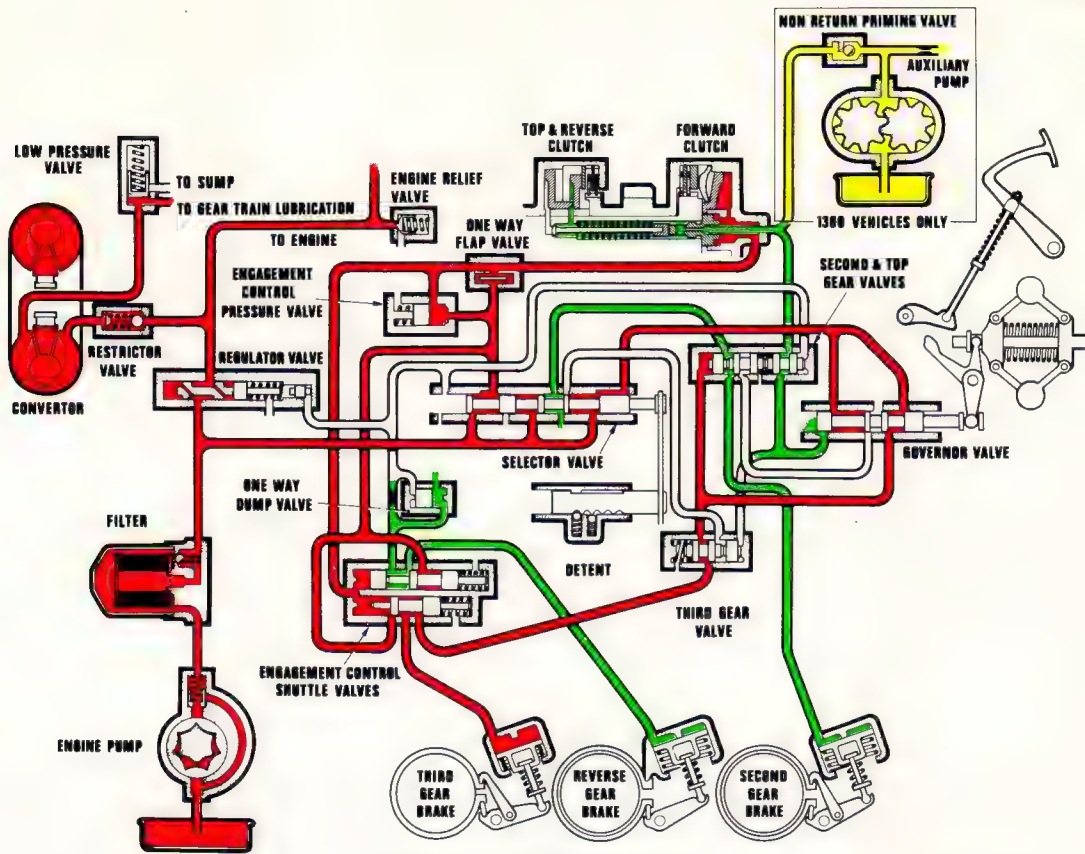 NON RETURN PRIMING VALVE
AUXILIARY
PUMP
1300 VEHICLES ONLY
TOP & REVERSE
CLUTCH
FORWARD
CLUTCH
LOW PRESSURE
VALVE
TO SUMP
TO GEAR TRAIN LUBRICATION
TO ENGINE
ENGINE RELIEF
VALVE
ONE WAY
FLAP VALVE
ENGAGEMENT
CONTROL
PRESSURE VALVE
SECOND & TOP
GEAR VALVES
RESTRICTOR
VALVE
REGULATOR VALVE
CONVERTOR
SELECTOR VALVE
GOVERNOR VALVE
ONE WAY
DUMP VALVE
FILTER
DETENT
THIRD GEAR
VALVE
ENGAGEMENT CONTROL
SHUTTLE VALVES
ENGINE PUMP
THIRD
GEAR
BRAKE
REVERSE
GEAR
BRAKE
SECOND
GEAR
BRAKE